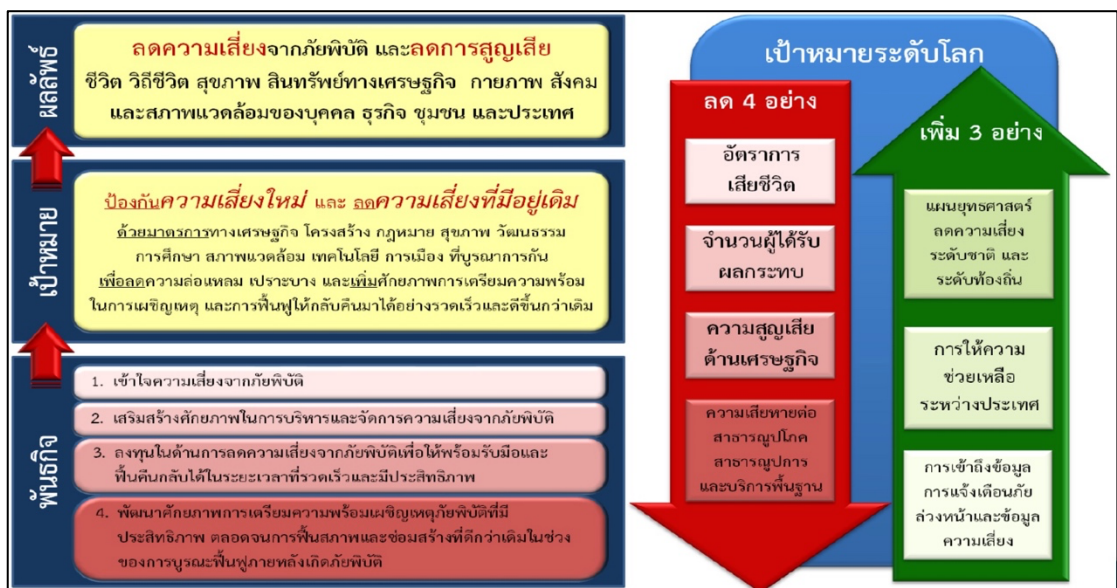 ผลลัพธ์
ลดความเสี่ยงจากภัยพิบัติ และลดการสูญเสีย
ชีวิต วิถีชีวิต สุขภาพ สินทรัพย์ทางเศรษฐกิจ กายภาพ สังคม
และสภาพแวดล้อมของบุคคล ธุรกิจ ชุมชน และประเทศ
เป้าหมาย
ป้องกันความเสี่ยงใหม่ และ ลดความเสี่ยงที่มีอยู่เดิม
ด้วยมาตรการทางเศรษฐกิจ โครงสร้าง กฎหมาย สุขภาพ วัฒนธรรม
การศึกษา สภาพแวดล้อม เทคโนโลยี การเมือง ที่บูรณาการกัน
เพื่อลดความล่อแหลม เปราะบาง และเพิ่มศักยภาพการเตรียมความพร้อม
ในการเผชิญเหตุ และการฟื้นฟูให้กลับคืนมาได้อย่างรวดเร็วและดีขึ้นกว่าเดิม
พันธกิจ
1. เข้าใจความเสี่ยงจากภัยพิบัติ
2. เสริมสร้างศักยภาพในการบริหารและจัดการความเสี่ยงจากภัยพิบัติ
3. ลงทุนในด้านการลดความเสี่ยงจากภัยพิบัติเพื่อให้พร้อมรับมือและ
ฟื้นคืนกลับได้ในระยะเวลาที่รวดเร็วและมีประสิทธิภาพ
4. พัฒนาศักยภาพการเตรียมความพร้อมเผชิญเหตุภัยพิบัติที่มี
ประสิทธิภาพ ตลอดจนการฟื้นสภาพและซ่อมสร้างที่ดีกว่าเดิมในช่วง
ของการบูรณะฟื้นฟูภายหลังเกิดภัยพิบัติ
เป้าหมายระดับโลก
ลด 4 อย่าง
อัตราการ
เสียชีวิต
จำนวนผู้ได้รับ
ผลกระทบ
ความสูญเสีย
ด้านเศรษฐกิจ
ความเสียหายต่อ
สาธารณูปโภค
สาธารณูปการ
และบริการพื้นฐาน
เพิ่ม 3 อย่าง
แผนยุทธศาสตร์
ลดความเสี่ยง
ระดับชาติ และ
ระดับท้องถิ่น
การให้ความ
ช่วยเหลือ
ระหว่างประเทศ
การเข้าถึงข้อมูล
การแจ้งเตือนภัย
ล่วงหน้าและข้อมูล
ความเสี่ยง